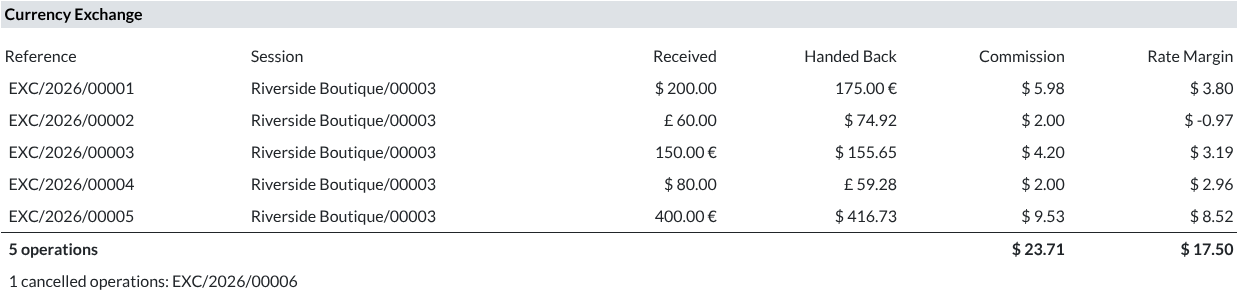 Currency Exchange
Reference Session Received Handed Back Commission Rate Margin
EXC/2026/00001 Riverside Boutique/00003 $ 200.00 175.00 € $ 5.98 $ 3.80
EXC/2026/00002 Riverside Boutique/00003 £ 60.00 $ 74.92 $ 2.00 $ -0.97
EXC/2026/00003 Riverside Boutique/00003 150.00 € $ 155.65 $ 4.20 $ 3.19
EXC/2026/00004 Riverside Boutique/00003 $ 80.00 £ 59.28 $ 2.00 $ 2.96
EXC/2026/00005 Riverside Boutique/00003 400.00 € $ 416.73 $ 9.53 $ 8.52
5 operations $ 23.71 $ 17.50
1 cancelled operations: EXC/2026/00006